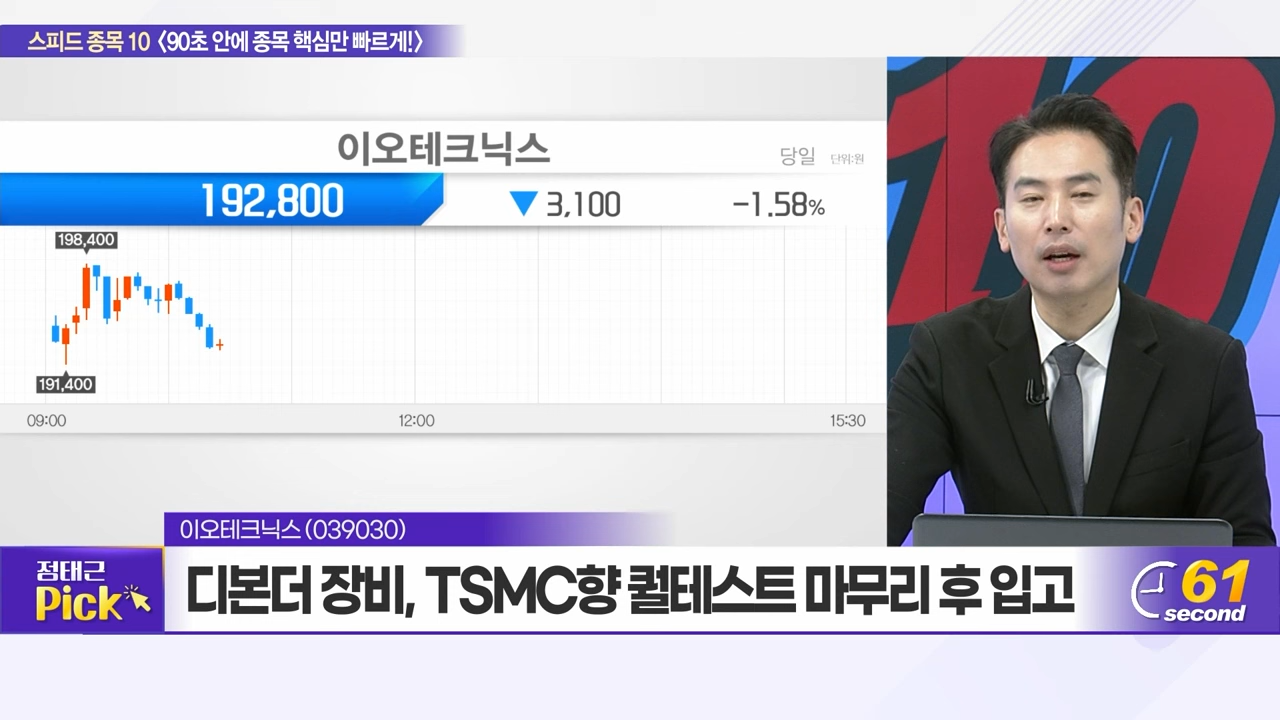 스피드 종목 10 〈90초 안에 종목 핵심만 빠르게!〉
이오테크닉스
당일 단위:원
192,800 ▼ 3,100 -1.58%
198,400
191,400
09:00 12:00 15:30
이오테크닉스 (039030)
정태근
Pick
디본더 장비, TSMC향 퀄테스트 마무리 후 입고
61
second
10